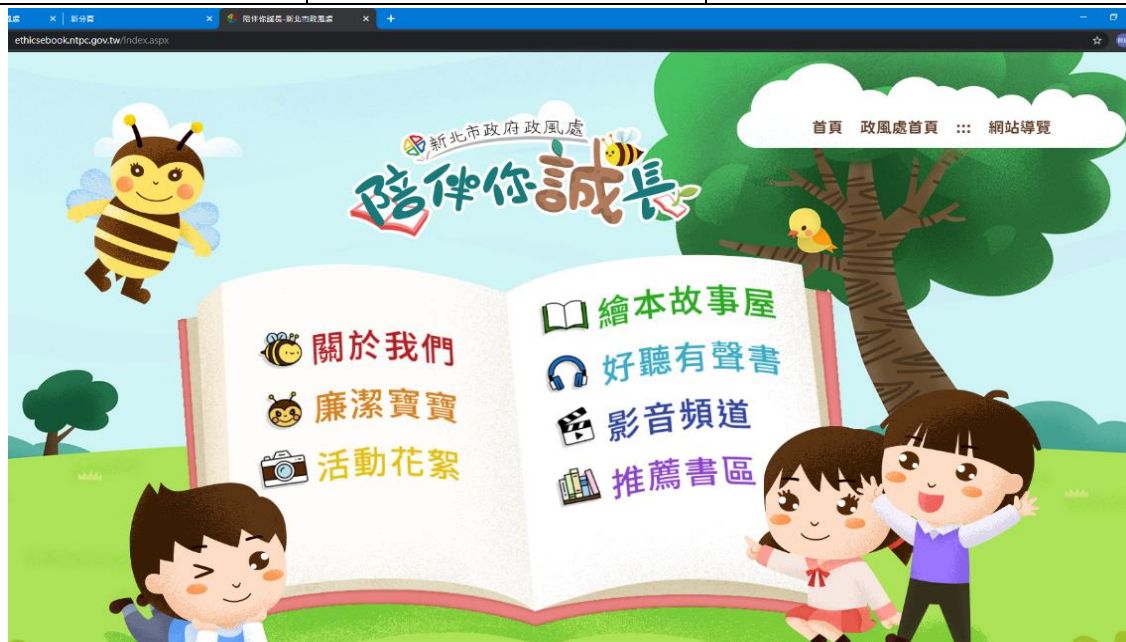 新分頁
陪伴你誠長-新北市政風處
ethicsebook.ntpc.gov.tw/index.aspx
首頁 政風處首頁 ::: 網站導覽
新北市政府政風處
陪伴你誠長
關於我們
廉潔寶寶
活動花絮
繪本故事屋
好聽有聲書
影音頻道
推薦書區